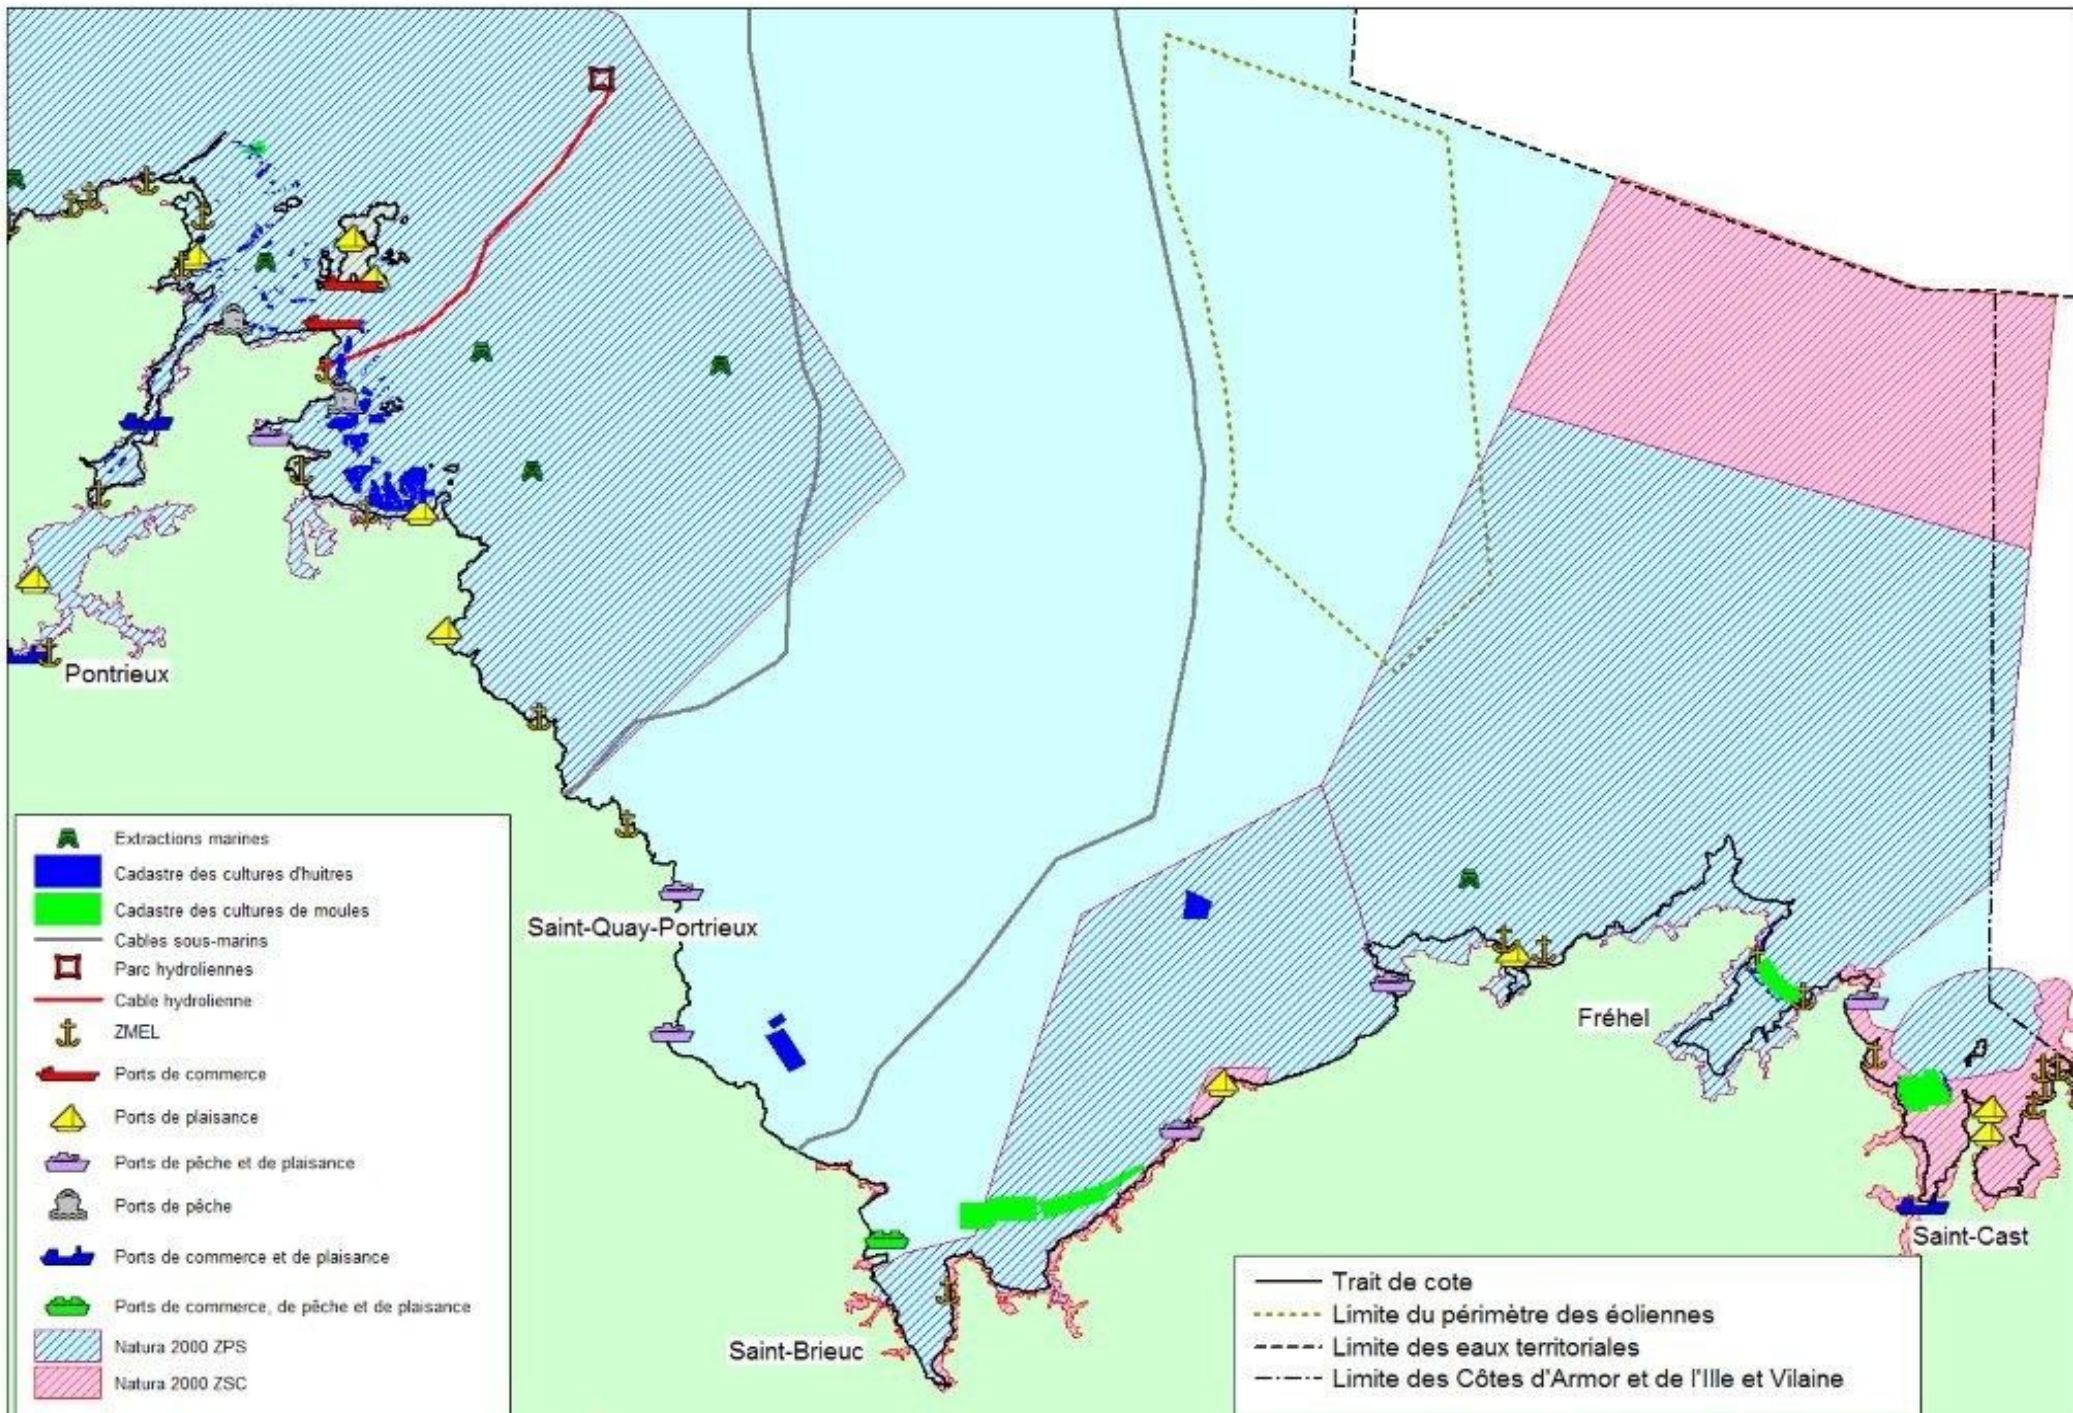 Pontrieux
Saint-Quay-Portrieux
Fréhel
Saint-Cast
Saint-Brieuc
Extractions marines
Cadastre des cultures d'huitres
Cadastre des cultures de moules
Cables sous-marins
Parc hydroliennes
Cable hydrolienne
ZMEL
Ports de commerce
Ports de plaisance
Ports de pêche et de plaisance
Ports de pêche
Ports de commerce et de plaisance
Ports de commerce, de pêche et de plaisance
Natura 2000 ZPS
Natura 2000 ZSC
Trait de cote
Limite du périmètre des éoliennes
Limite des eaux territoriales
Limite des Côtes d'Armor et de l'Ille et Vilaine